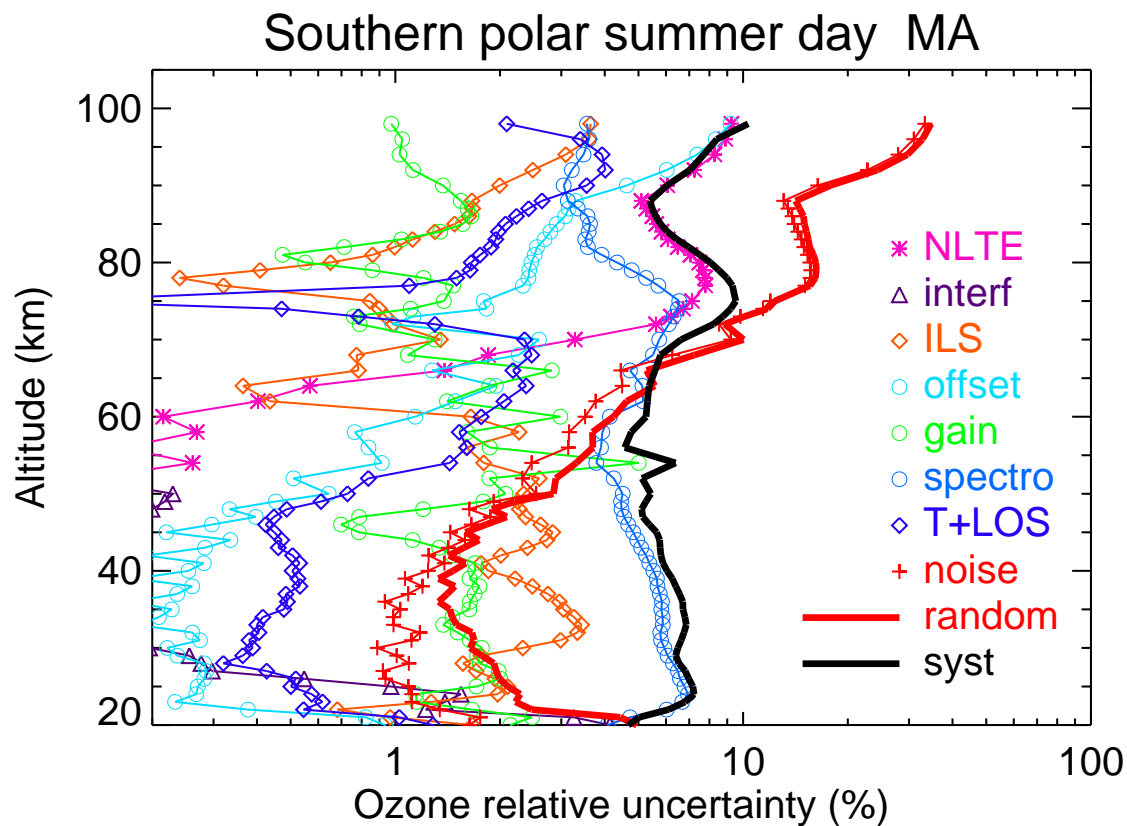 Southern polar summer day MA
Altitude (km)
100
80
60
40
20
NLTE
interf
ILS
offset
gain
spectro
T+LOS
noise
random
syst
1 10 100
Ozone relative uncertainty (%)